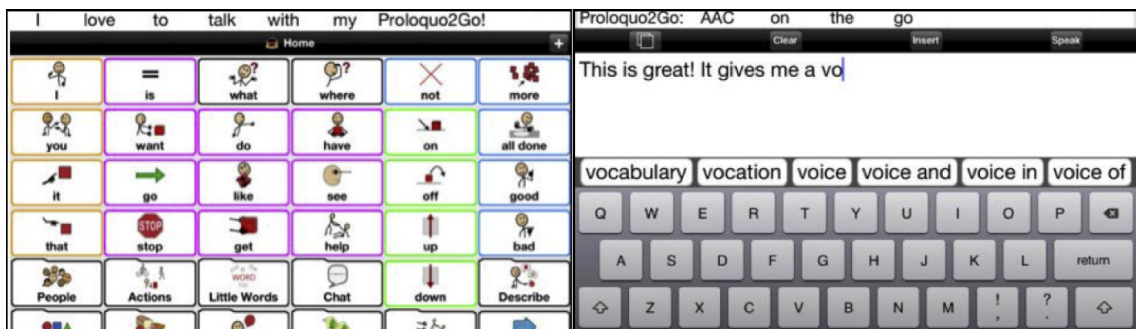 I love to talk with my Proloquo2Go!
Home +
I is what where not more
you want do have on all done
it go like see off good
STOP
that stop get help up bad
WORD
People Actions Little Words Chat down Describe
Proloquo2Go: AAC on the go
Clear Insert Speak
This is great! It gives me a vo
vocabulary vocation voice voice and voice in voice of
Q W E R T Y U I O P
A S D F G H J K L return
Z X C V B N M ! , ? .